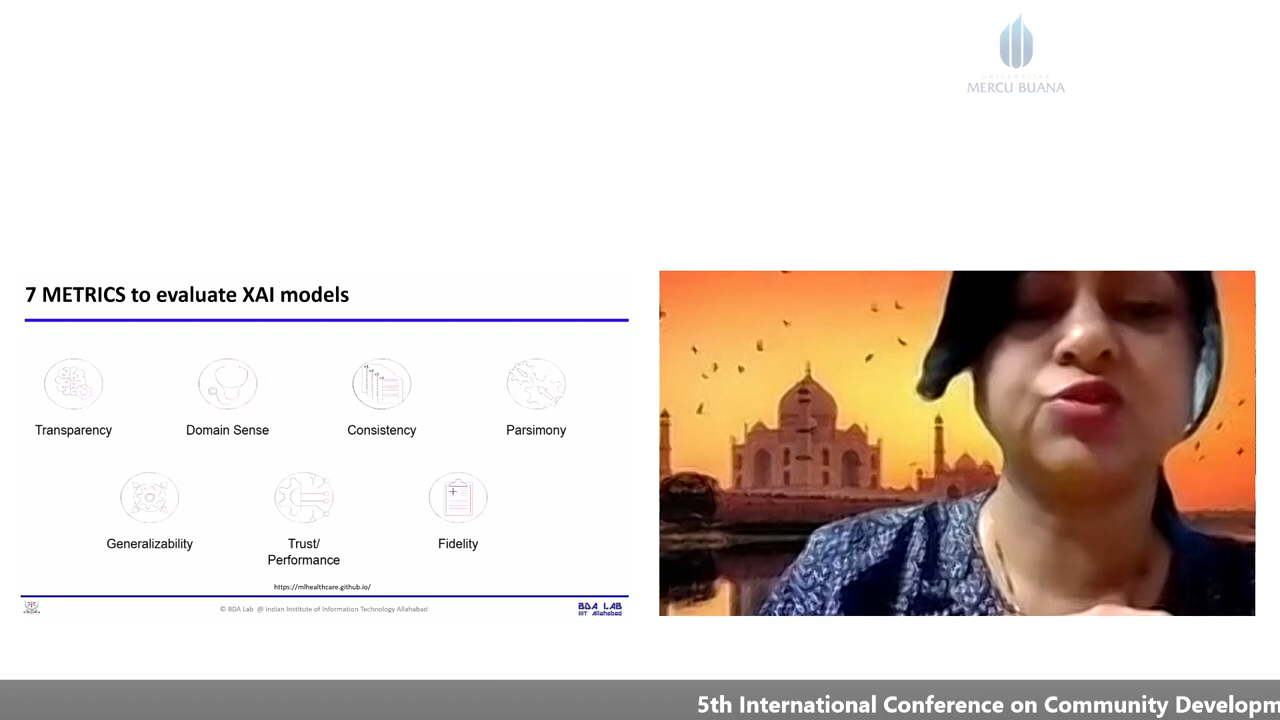 UNIVERSITAS
MERCU BUANA
7 METRICS to evaluate XAI models
Transparency
Domain Sense
Consistency
Parsimony
Generalizability
Trust/
Performance
Fidelity
https://mlhealthcare.github.io/
© BDA Lab @ Indian Institute of Information Technology Allahabad
BDA LAB
IIIT Allahabad
5th International Conference on Community Developm